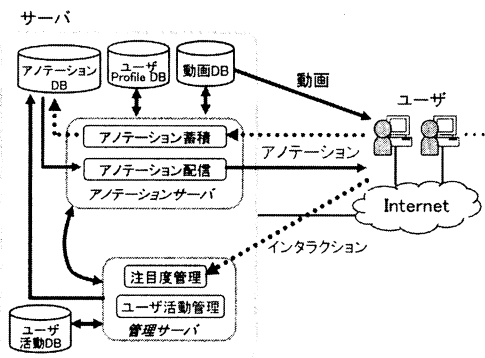 サーバ
アノテーション
DB
ユーザ
Profile DB
動画DB
動画
ユーザ
アノテーション蓄積
アノテーション
アノテーション配信
アノテーションサーバ
Internet
インタラクション
注目度管理
ユーザ活動管理
管理サーバ
ユーザ
活動DB